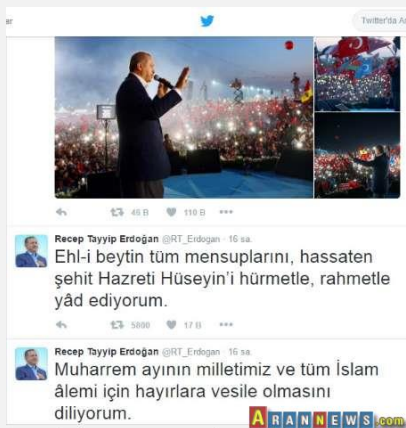 er
Twitter'da A
46 B 110 B
Recep Tayyip Erdoğan @RT_Erdogan · 16 sa.
Ehl-i beytin tüm mensuplarını, hassaten
şehit Hazreti Hüseyin'i hürmetle, rahmetle
yâd ediyorum.
5800 17 B
Recep Tayyip Erdoğan @RT_Erdogan · 16 sa.
Muharrem ayının milletimiz ve tüm İslam
âlemi için hayırlara vesile olmasını
diliyorum.
ARANNEWS.com